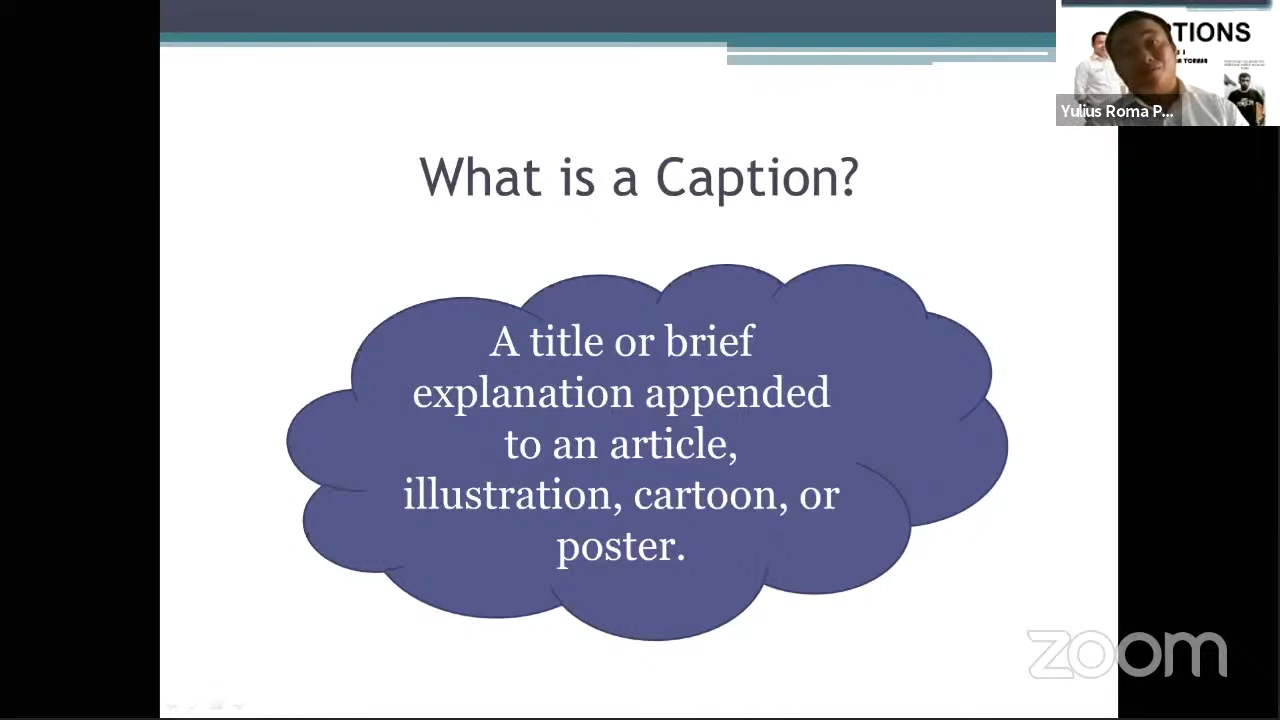 What is a Caption?
A title or brief
explanation appended
to an article,
illustration, cartoon, or
poster.
TIONS
Yulius Roma P...
zoom